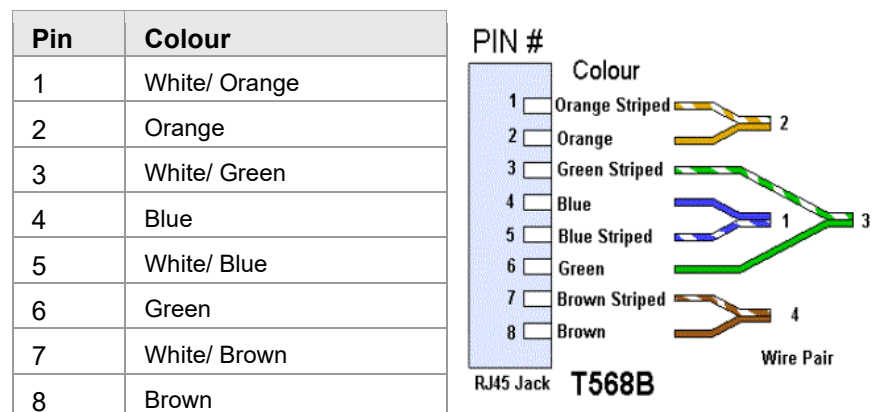 Pin Colour
1 White/ Orange
2 Orange
3 White/ Green
4 Blue
5 White/ Blue
6 Green
7 White/ Brown
8 Brown
PIN #
Colour
1 Orange Striped
2 Orange
2
3 Green Striped
4 Blue
1 3
5 Blue Striped
6 Green
7 Brown Striped
4
8 Brown
Wire Pair
RJ45 Jack T568B